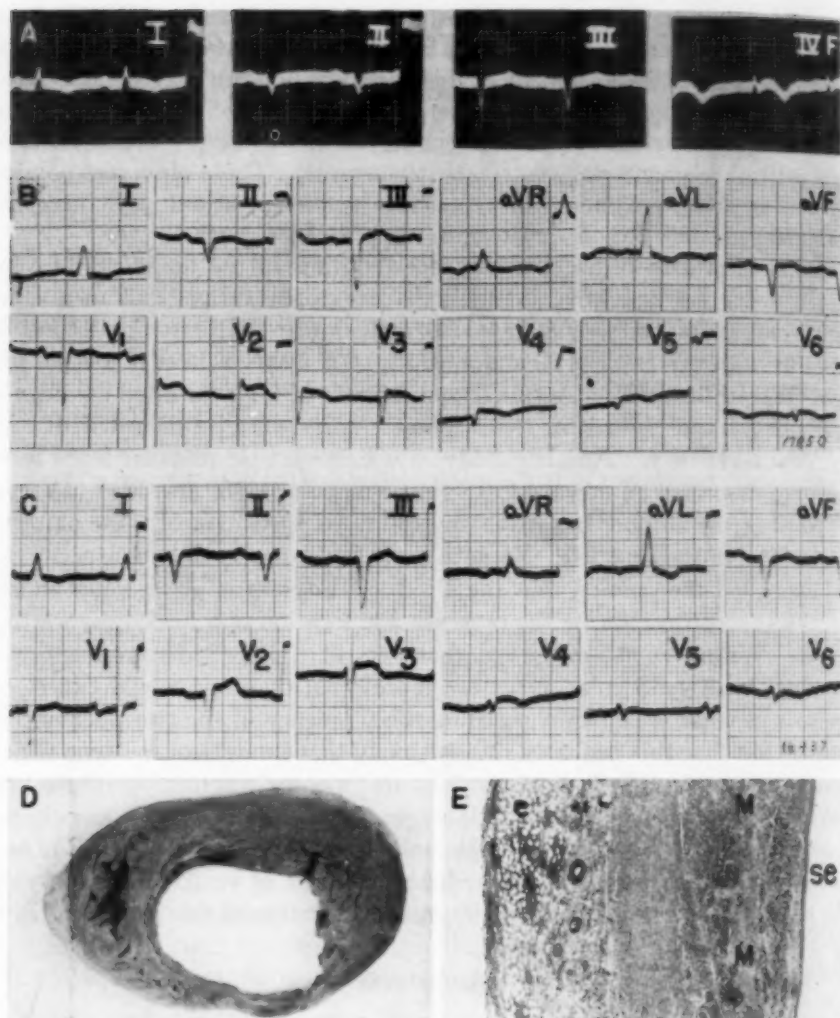 A I II III IV F
B I II III aVR aVL aVF
V1 V2 V3 V4 V5 V6
17850
C I II III aVR aVL aVF
V1 V2 V3 V4 V5 V6
D E e M se
M